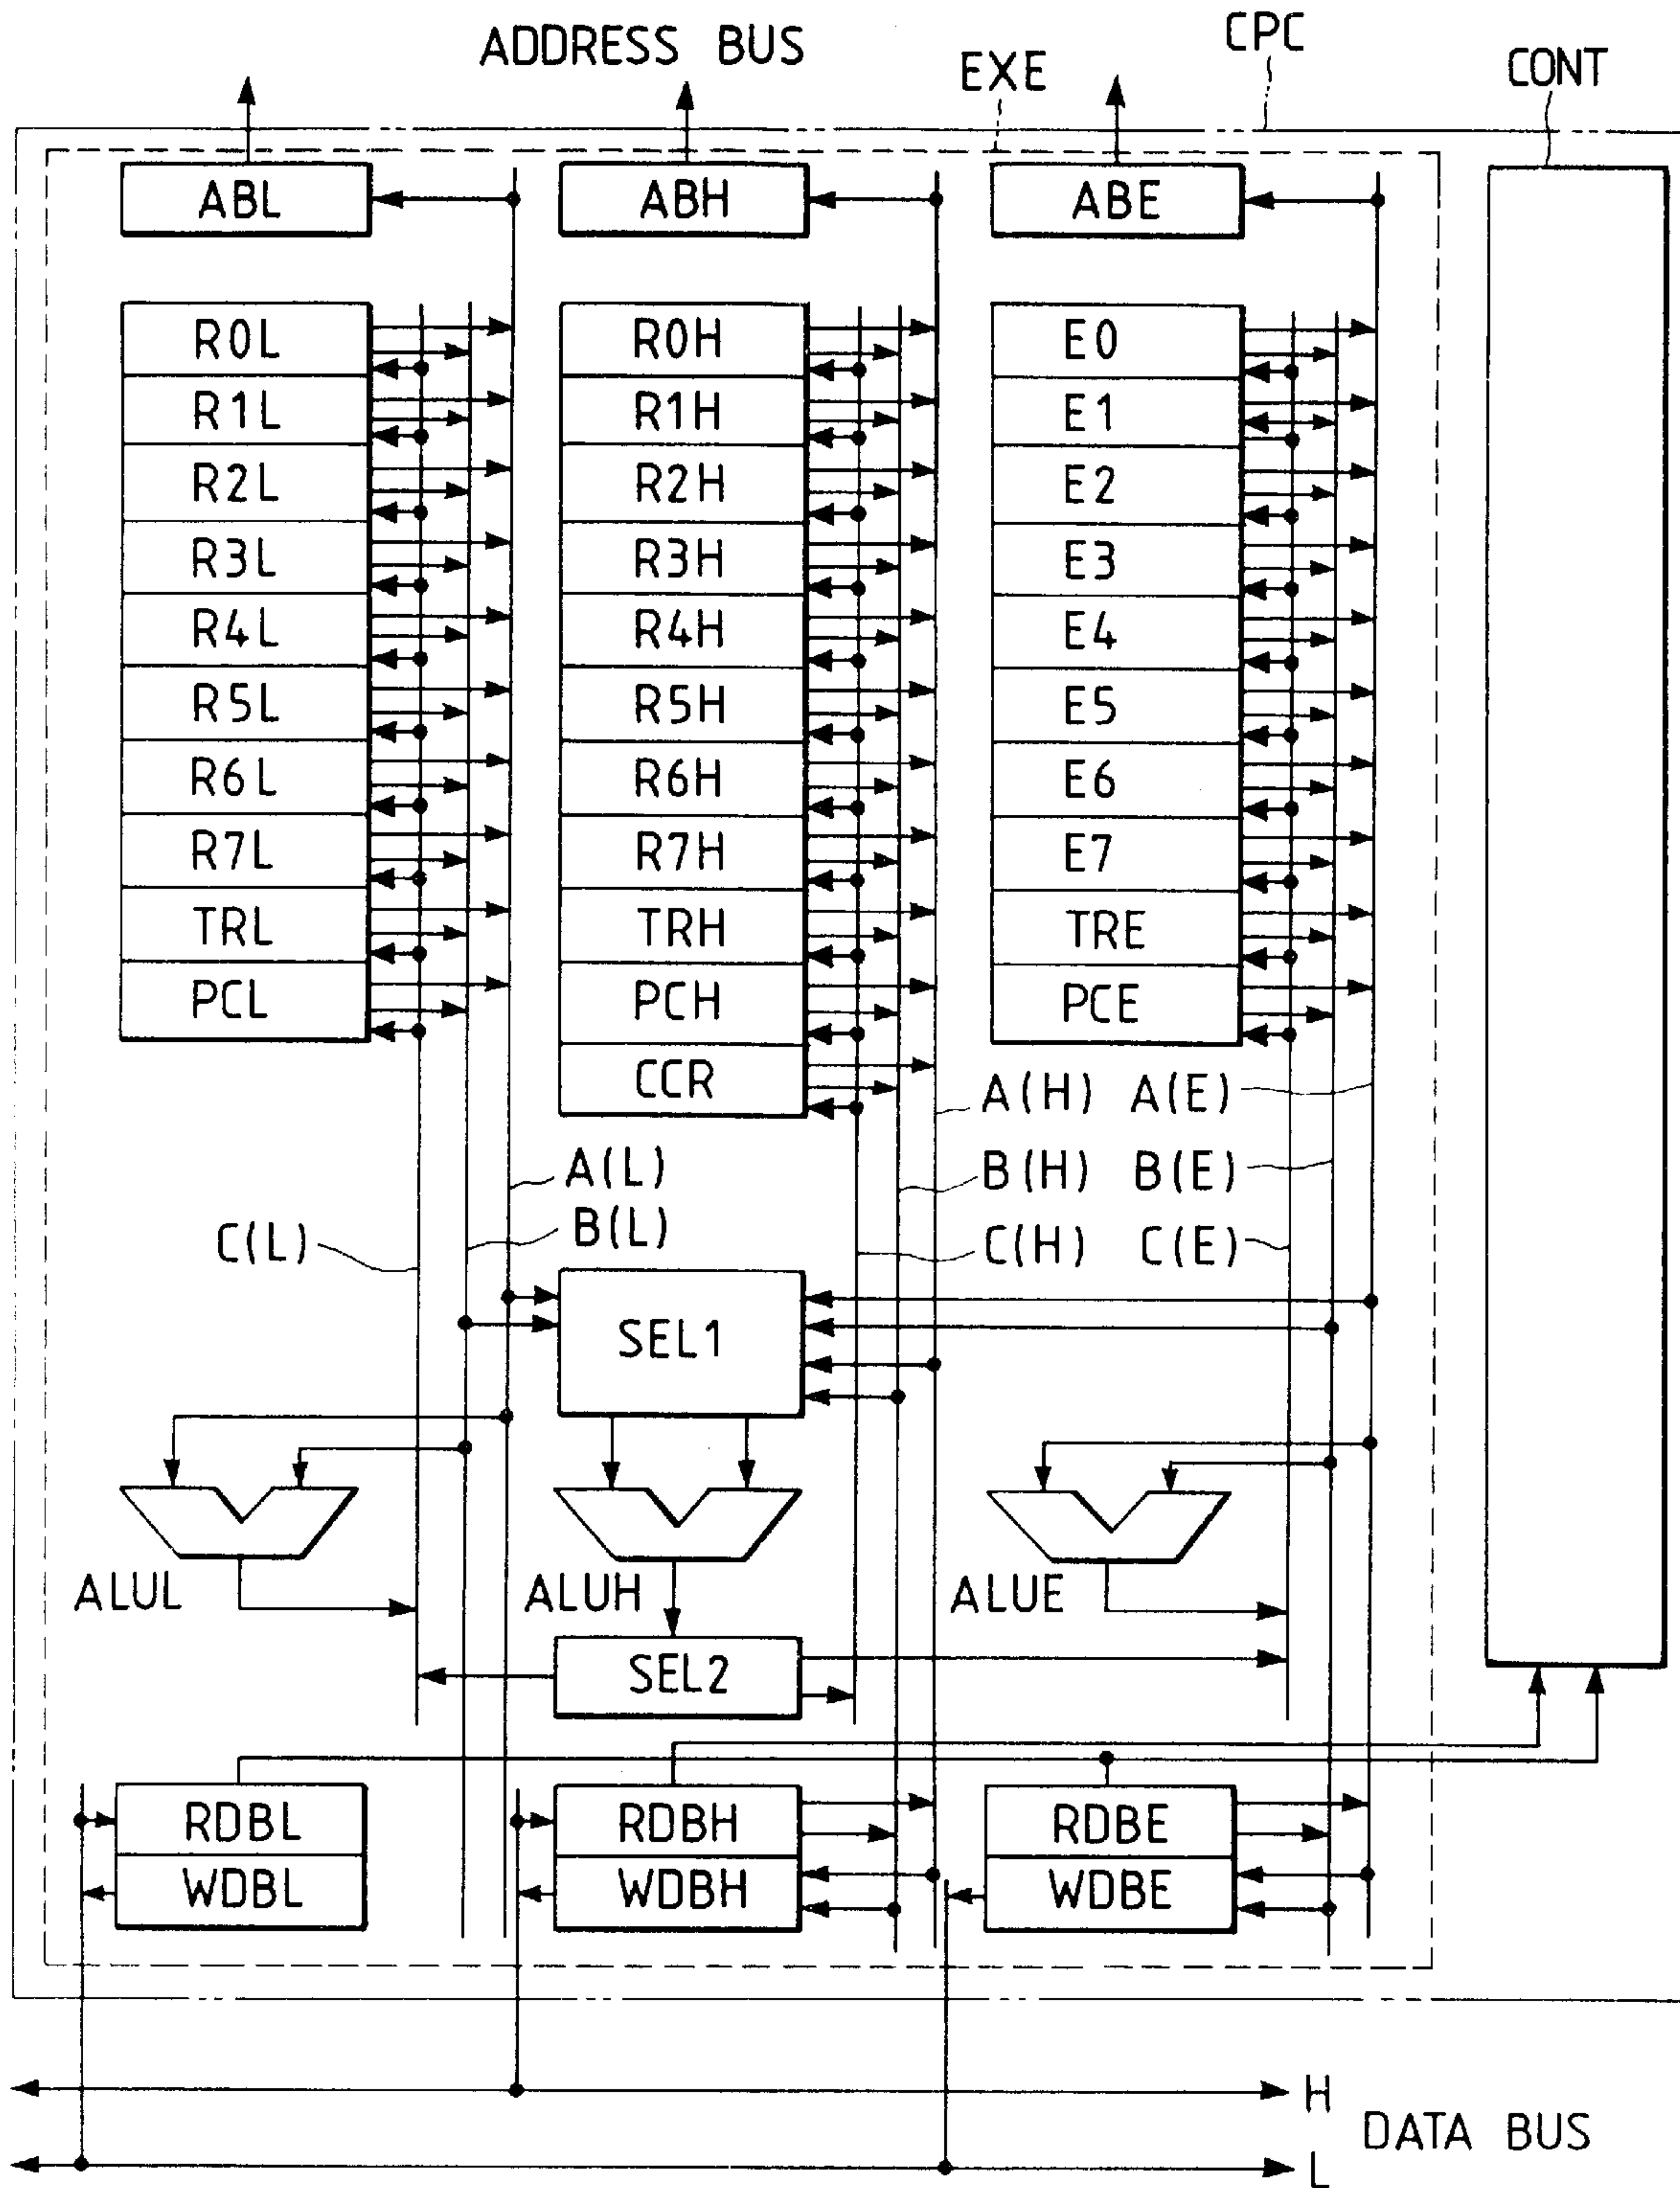 ADDRESS BUS
EXE
CPC
CONT
ABL
ABH
ABE
R0L
R0H
E0
R1L
R1H
E1
R2L
R2H
E2
R3L
R3H
E3
R4L
R4H
E4
R5L
R5H
E5
R6L
R6H
E6
R7L
R7H
E7
TRL
TRH
TRE
PCL
PCH
PCE
CCR
A(H)
A(E)
A(L)
B(H)
B(E)
B(L)
C(L)
C(H)
C(E)
SEL1
ALUL
ALUH
ALUE
SEL2
RDBL
RDBH
RDBE
WDBL
WDBH
WDBE
H
DATA BUS
L